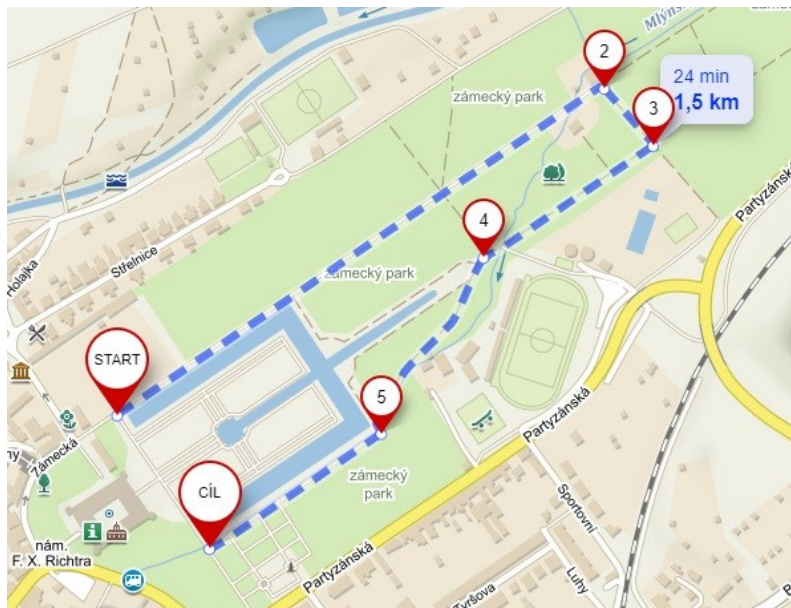 Mlýns
2
24 min
1,5 km
3
zámecký park
Partyzánská
4
Střelnice
Holajka
zámecký park
START
5
Partyzánská
Zámecká
CÍL
zámecký
park
Sportovní
nám.
F. X. Richtra
Partyzánská
Luhy
Tyršova